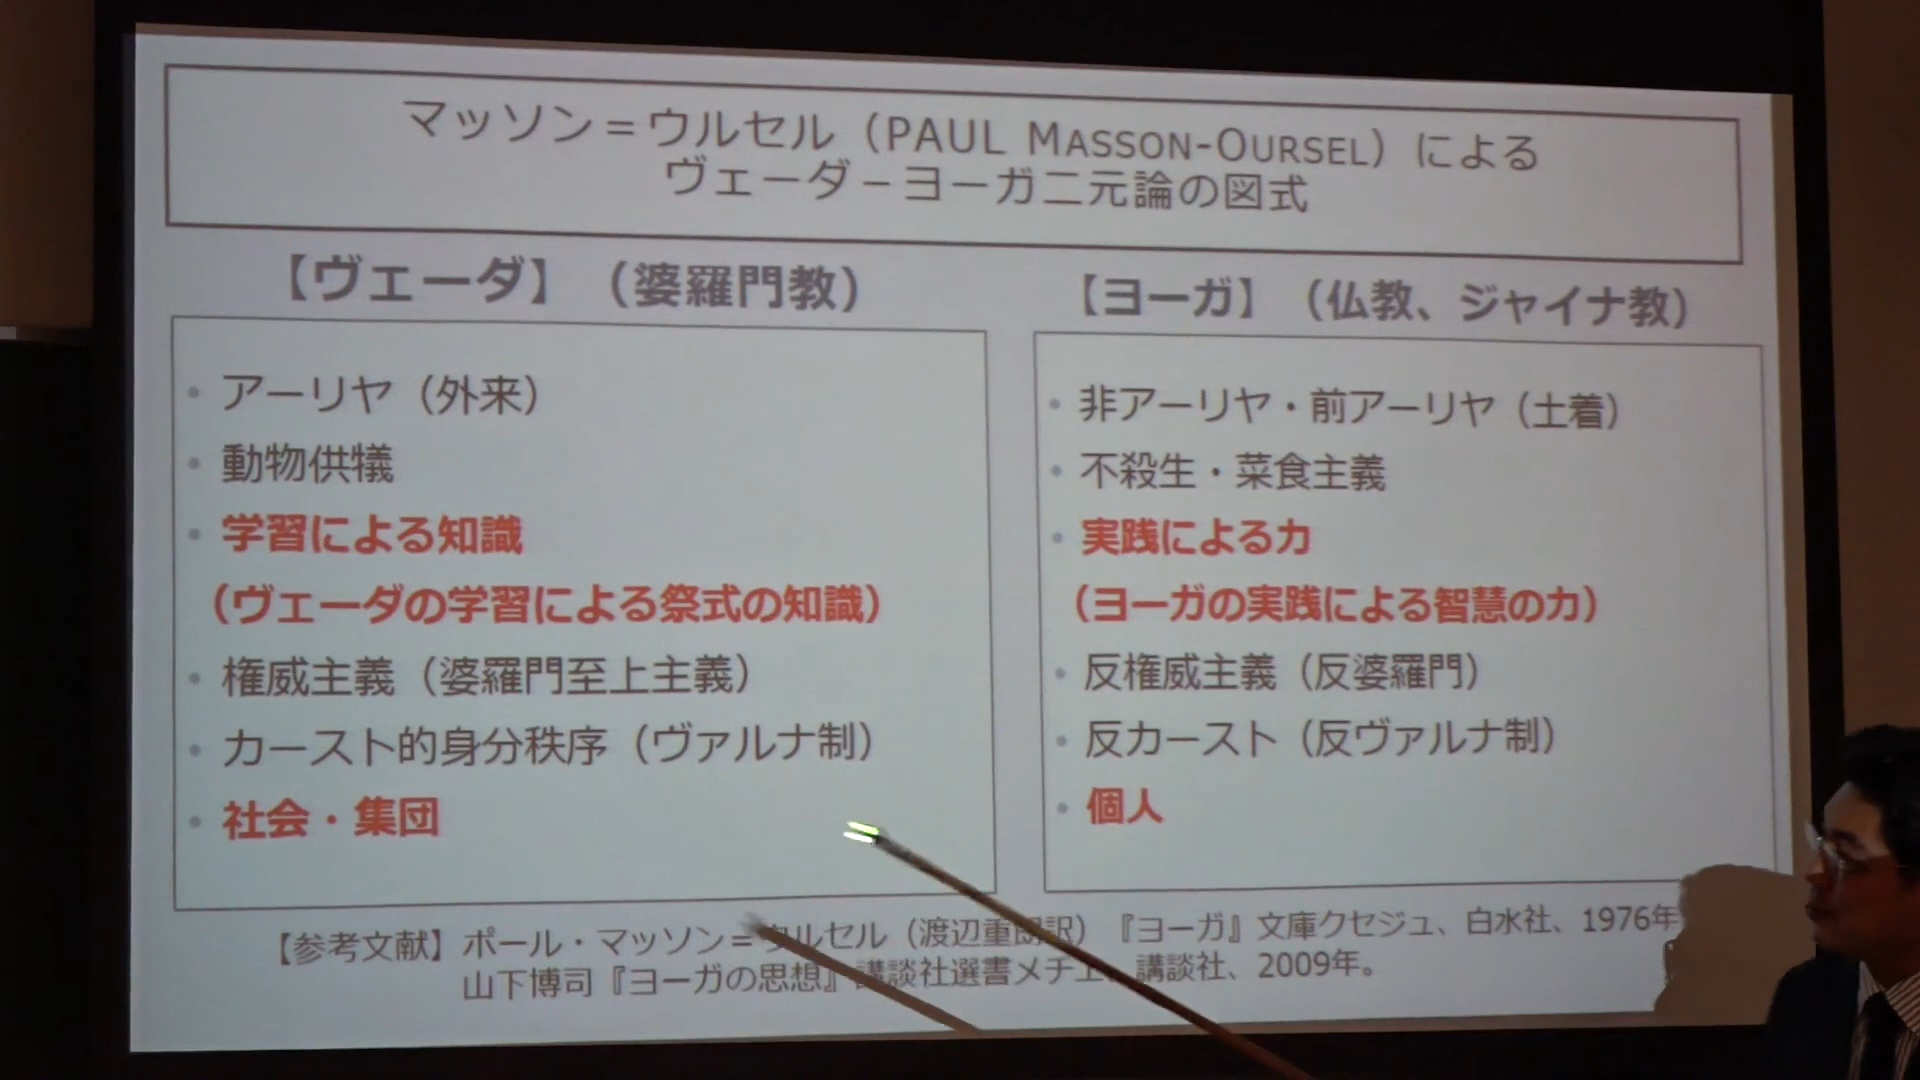 マッソン＝ウルセル（PAUL MASSON-OURSEL）による
ヴェーダ－ヨーガ二元論の図式
【ヴェーダ】（婆羅門教）
・アーリヤ（外来）
・動物供犠
・学習による知識
（ヴェーダの学習による祭式の知識）
・権威主義（婆羅門至上主義）
・カースト的身分秩序（ヴァルナ制）
・社会・集団
【ヨーガ】（仏教、ジャイナ教）
・非アーリヤ・前アーリヤ（土着）
・不殺生・菜食主義
・実践による力
（ヨーガの実践による智慧の力）
・反権威主義（反婆羅門）
・反カースト（反ヴァルナ制）
・個人
【参考文献】ポール・マッソン＝ウルセル（渡辺重朗訳）『ヨーガ』文庫クセジュ、白水社、1976年
山下博司『ヨーガの思想』講談社選書メチエ、講談社、2009年。